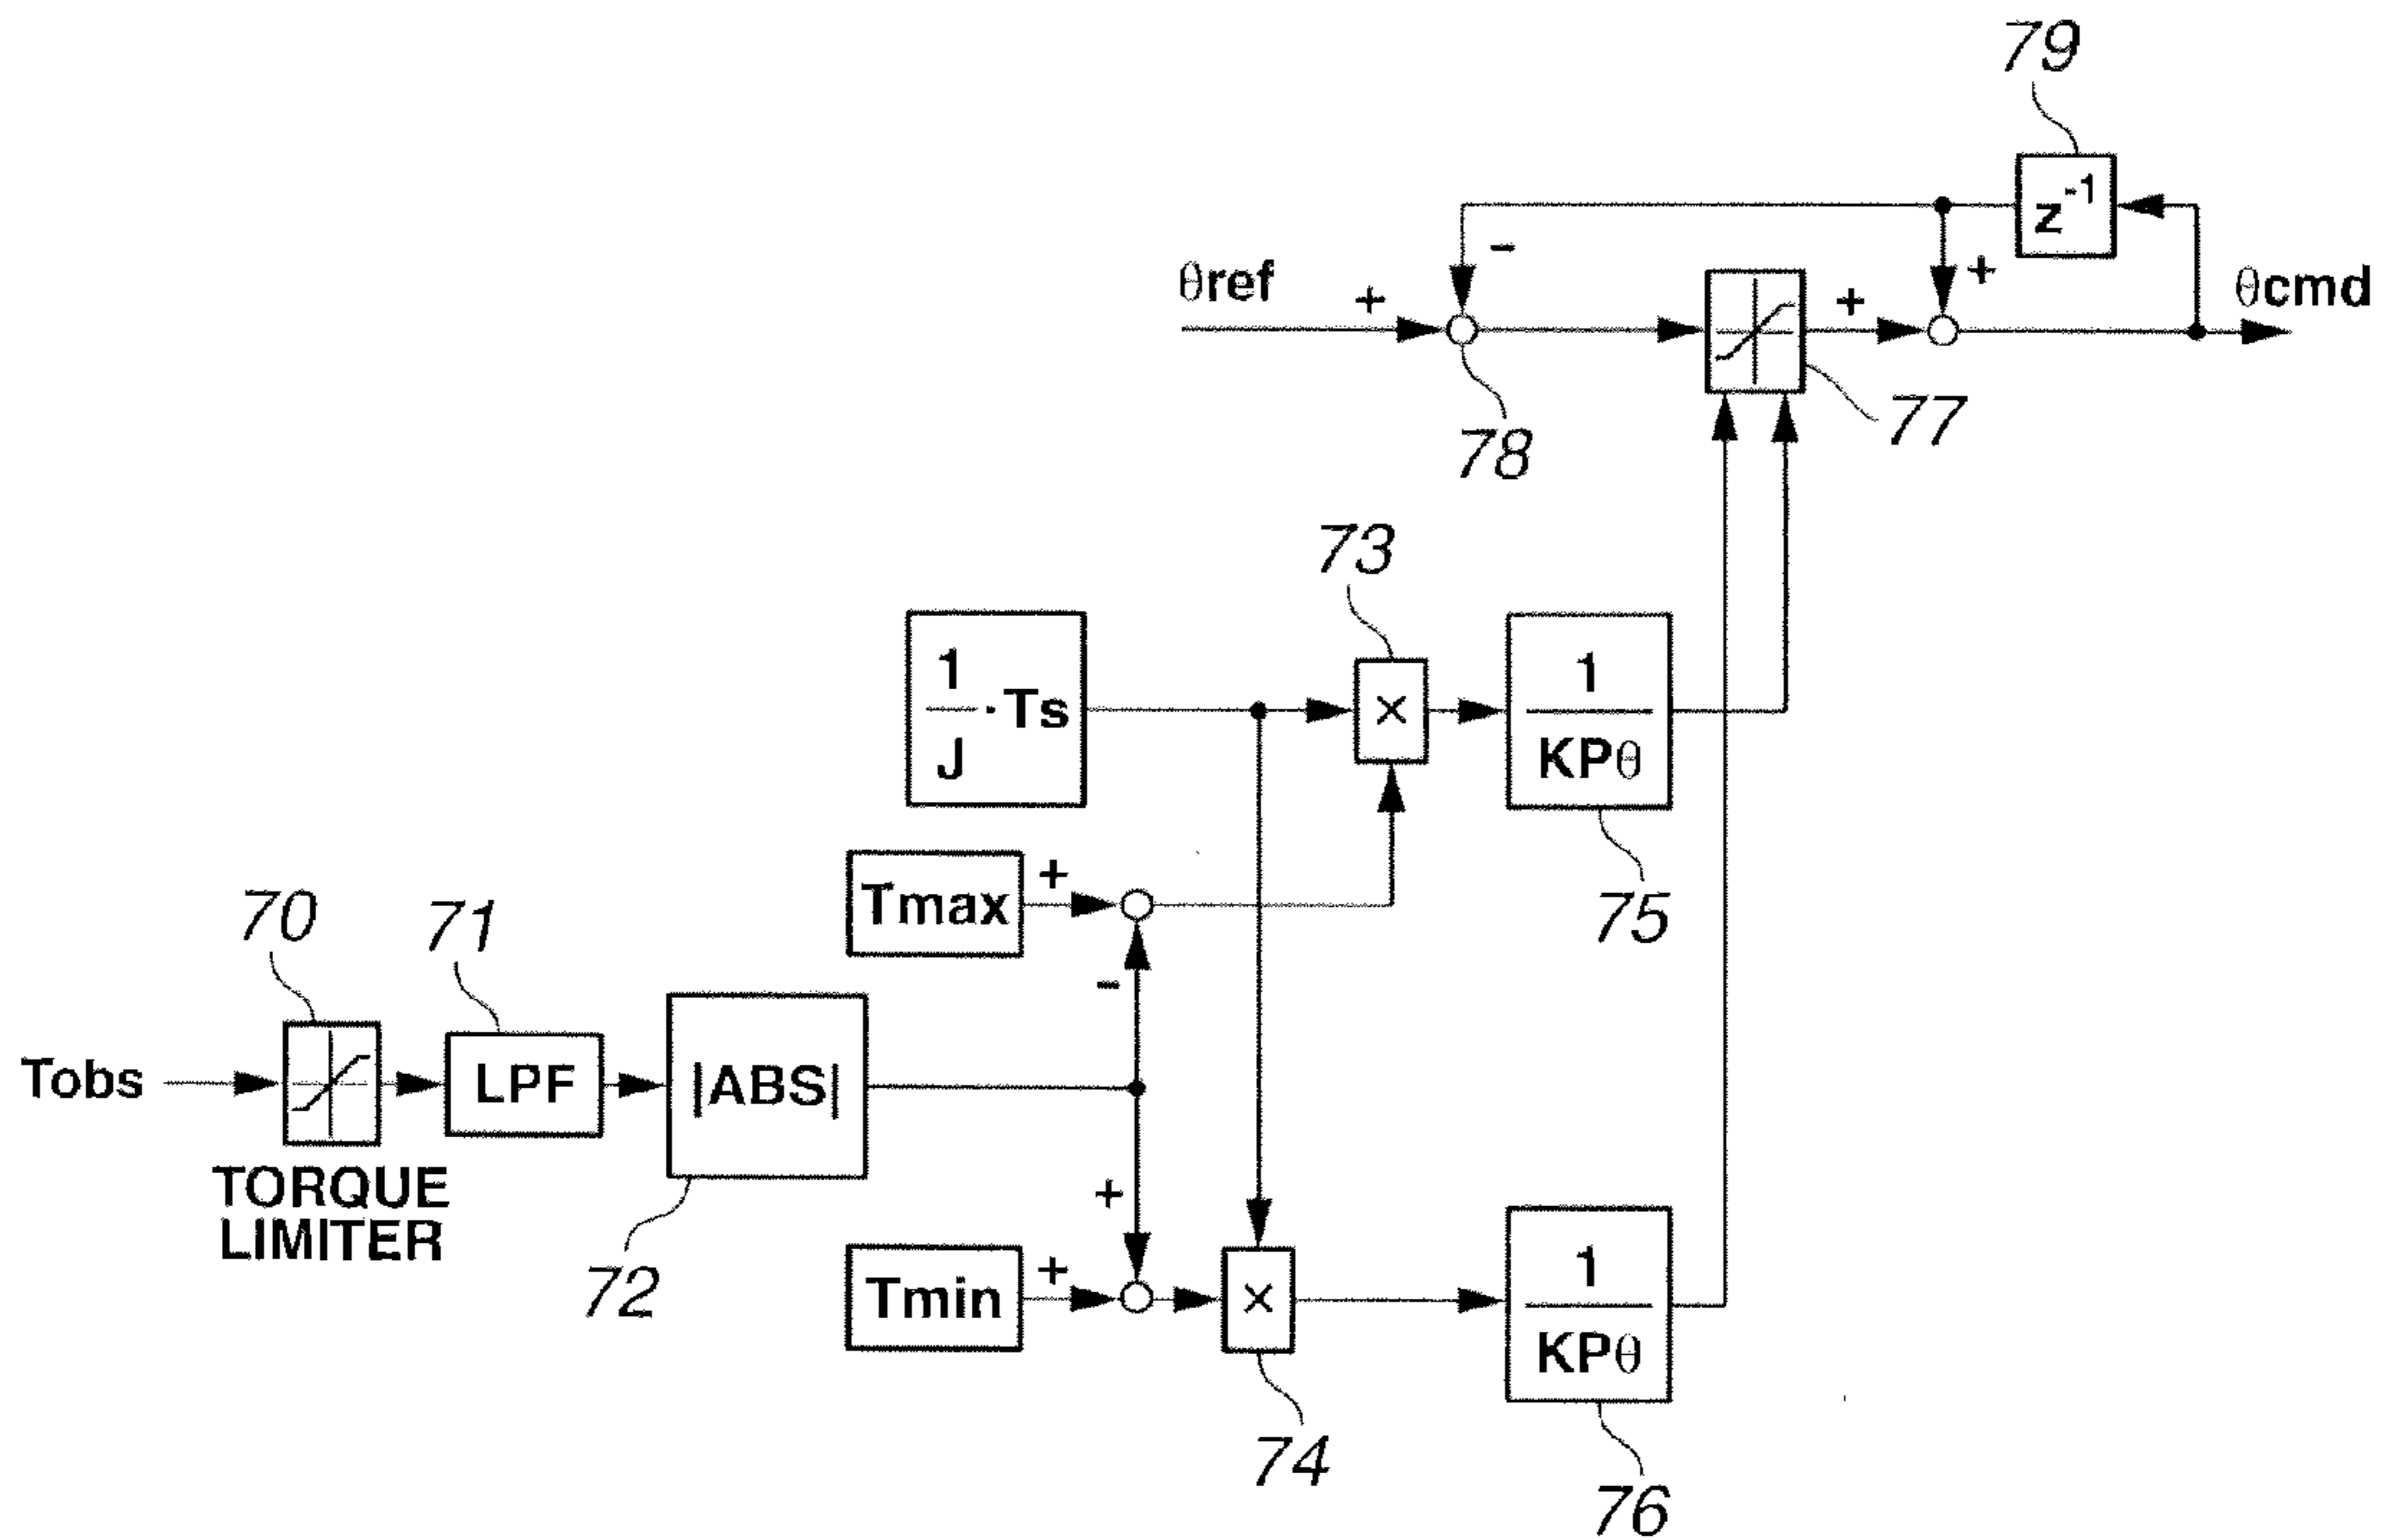 79
z⁻¹
-
+
θref
+
+
θcmd
78
77
73
1
J
·Ts
×
1
KPθ
75
Tmax
+
-
70
71
Tobs
LPF
|ABS|
TORQUE
LIMITER
72
+
Tmin
+
×
74
1
KPθ
76